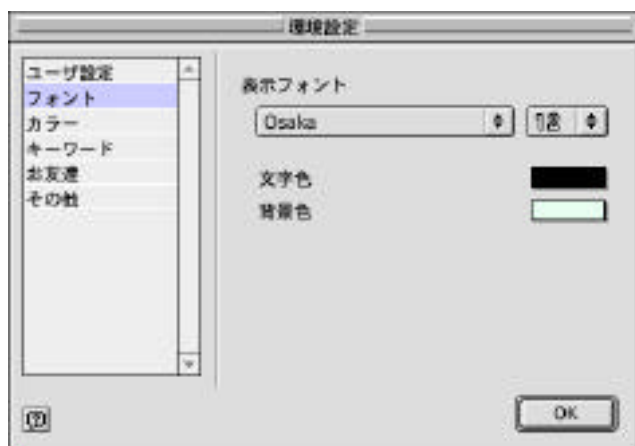 環境設定
ユーザ設定
フォント
カラー
キーワード
お友達
その他
表示フォント
Osaka
文字色
背景色
OK